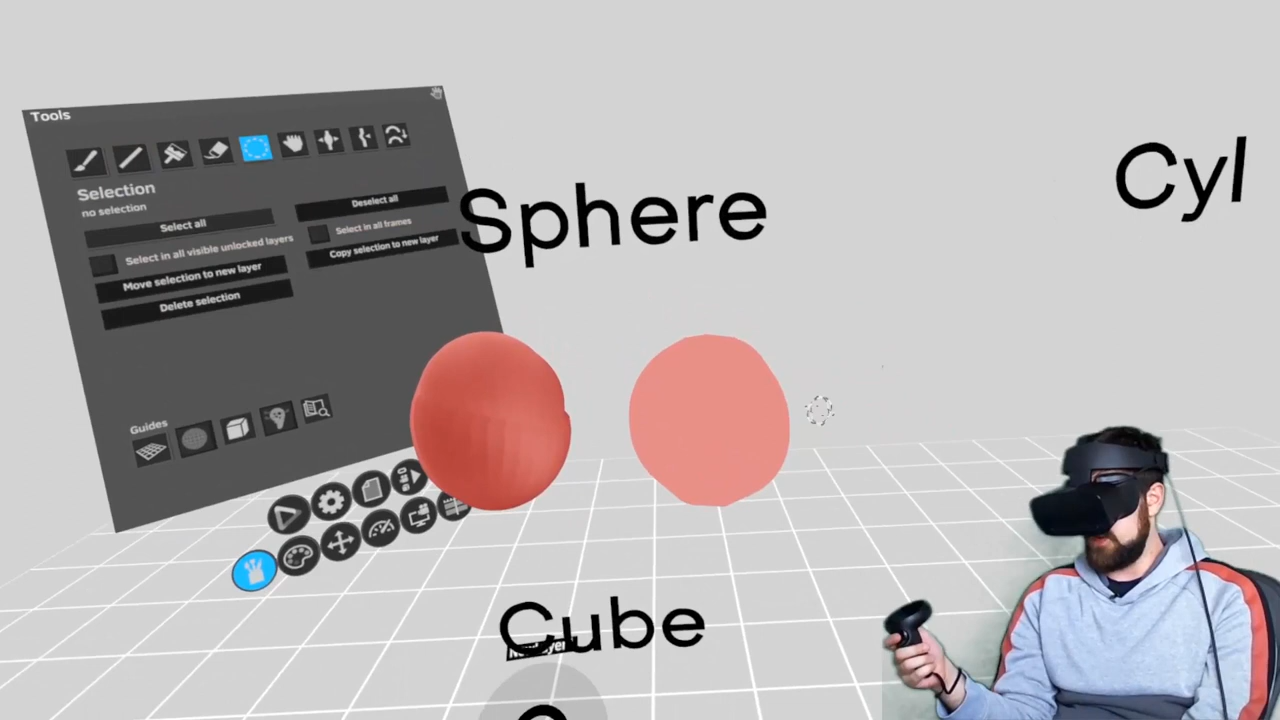 Tools
Selection
no selection
Select all
Deselect all
Select in all visible unlocked layers
Select in all frames
Move selection to new layer
Copy selection to new layer
Delete selection
Guides
Sphere
Cyl
Cube